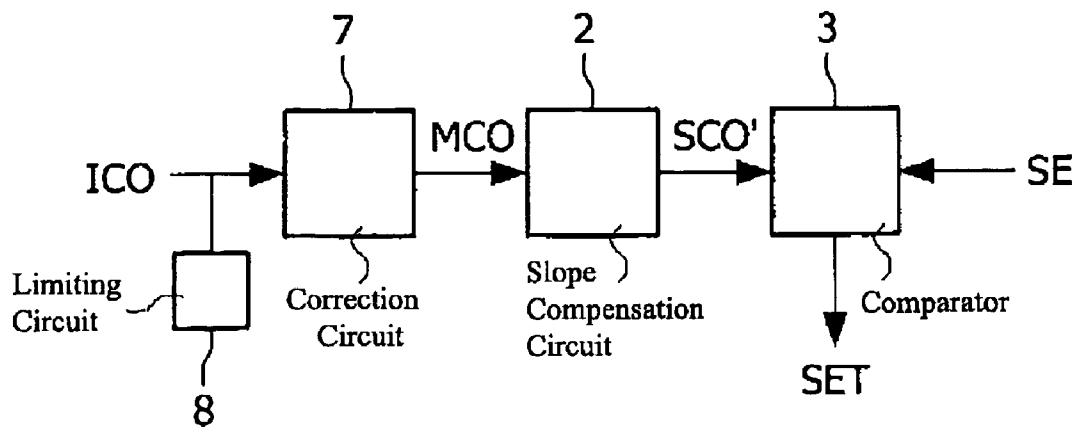 7
2
3
ICO
MCO
SCO'
SE
Limiting
Circuit
8
Correction
Circuit
Slope
Compensation
Circuit
Comparator
SET